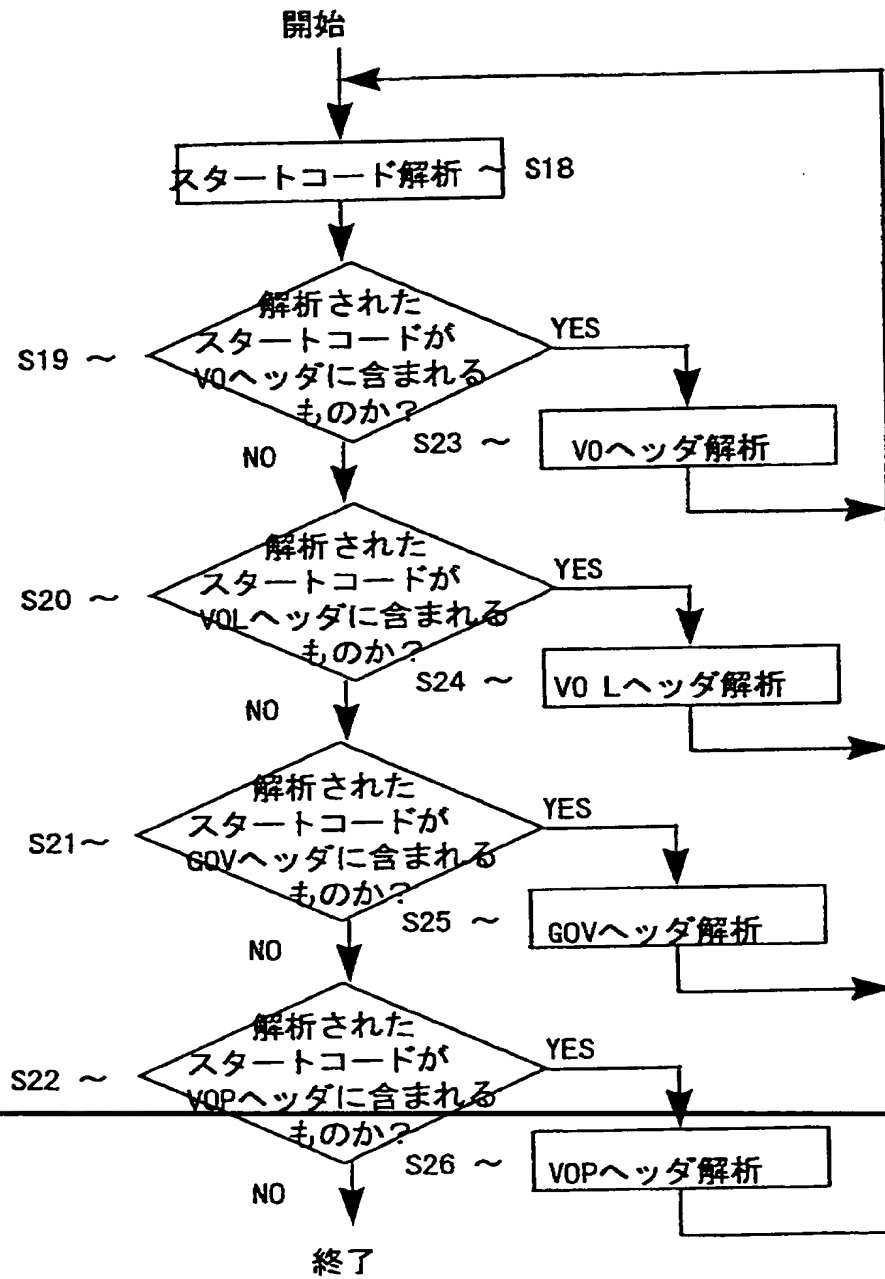 開始
スタートコード解析 ～ S18
解析された
スタートコードが
VOヘッダに含まれる
ものか?
S19 ～
YES
NO
S23 ～
VOヘッダ解析
解析された
スタートコードが
VOLヘッダに含まれる
ものか?
S20 ～
YES
NO
S24 ～
VO Lヘッダ解析
解析された
スタートコードが
GOVヘッダに含まれる
ものか?
S21～
YES
NO
S25 ～
GOVヘッダ解析
解析された
スタートコードが
VOPヘッダに含まれる
ものか?
S22 ～
YES
NO
S26 ～
VOPヘッダ解析
終了